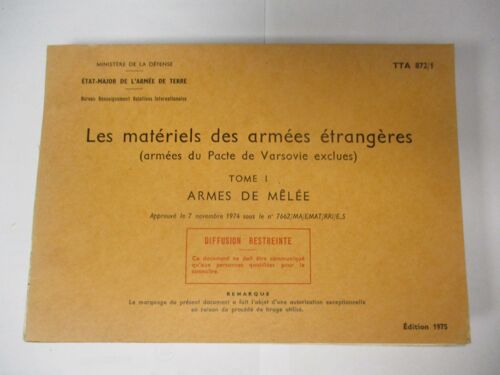 MINISTÈRE DE LA DÉFENSE
TTA 872/1
ÉTAT-MAJOR DE L'ARMÉE DE TERRE
Bureau Renseignement Relations Internationales
Les matériels des armées étrangères
(armées du Pacte de Varsovie exclues)
TOME I
ARMES DE MÊLÉE
Approuvé le 7 novembre 1974 sous le n° 7662/MA/EMAT/RRI/E.S
DIFFUSION RESTREINTE
Ce document ne doit être communiqué
qu'aux personnes qualifiées pour le
connaître.
REMARQUE
Le marquage du présent document a fait l'objet d'une autorisation exceptionnelle
en raison du procédé de tirage utilisé.
Édition 1975